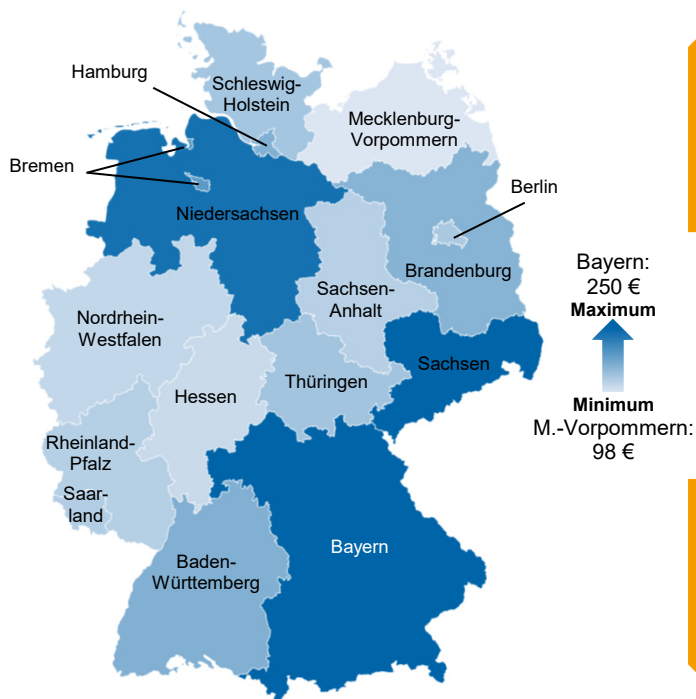 Hamburg
Schleswig-
Holstein
Mecklenburg-
Vorpommern
Bremen
Niedersachsen
Berlin
Brandenburg
Sachsen-
Anhalt
Nordrhein-
Westfalen
Hessen
Thüringen
Sachsen
Rheinland-
Pfalz
Saar-
land
Baden-
Württemberg
Bayern
Bayern:
250 €
Maximum
Minimum
M.-Vorpommern:
98 €